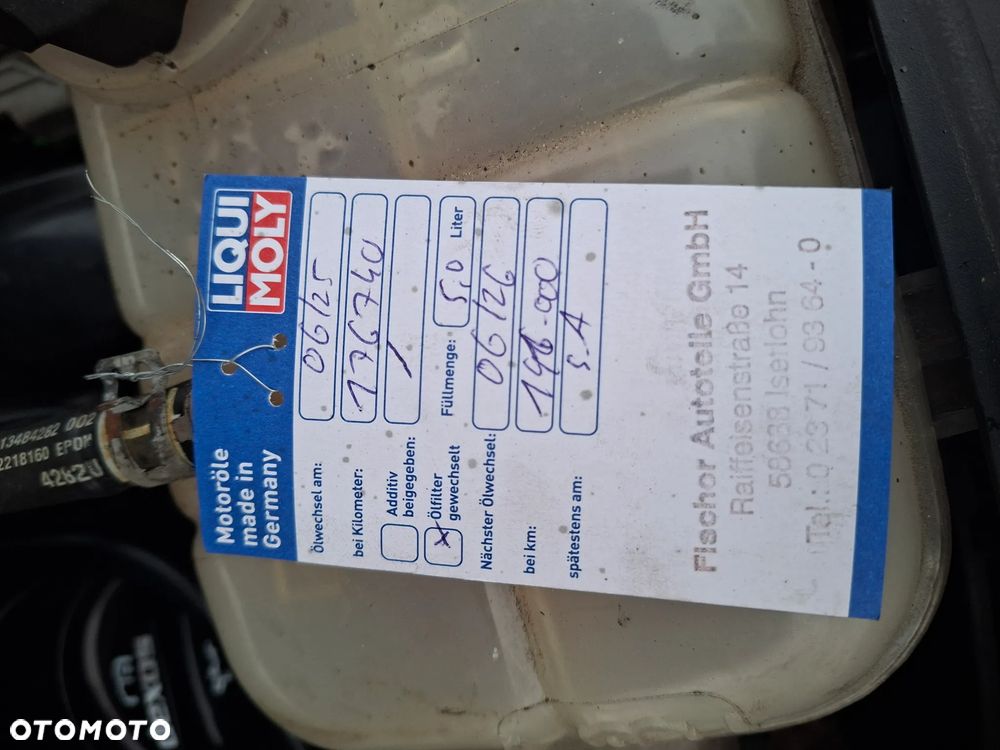 LIQUI
MOLY
Motoröle
made in
Germany
Ölwechsel am: 06/25
bei Kilometer: 176740
Additiv
beigegeben: /
x Ölfilter
gewechselt
Füllmenge: 5,0 Liter
Nächster Ölwechsel: 06/26
bei km:
spätestens am: s.A
Fischer Autoteile GmbH
Raiffeisenstraße 14
58638 Iserlohn
Tel.: 0 23 71 / 93 64 - 0
13484282 002
2218160 EPDM
4262U
OTOMOTO